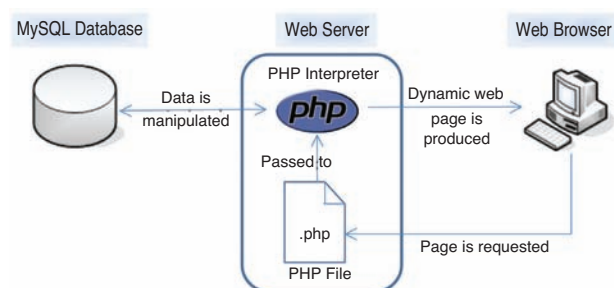 MySQL Database
Web Server
Web Browser
PHP Interpreter
php
Data is
manipulated
Dynamic web
page is
produced
Passed to
.php
PHP File
Page is requested